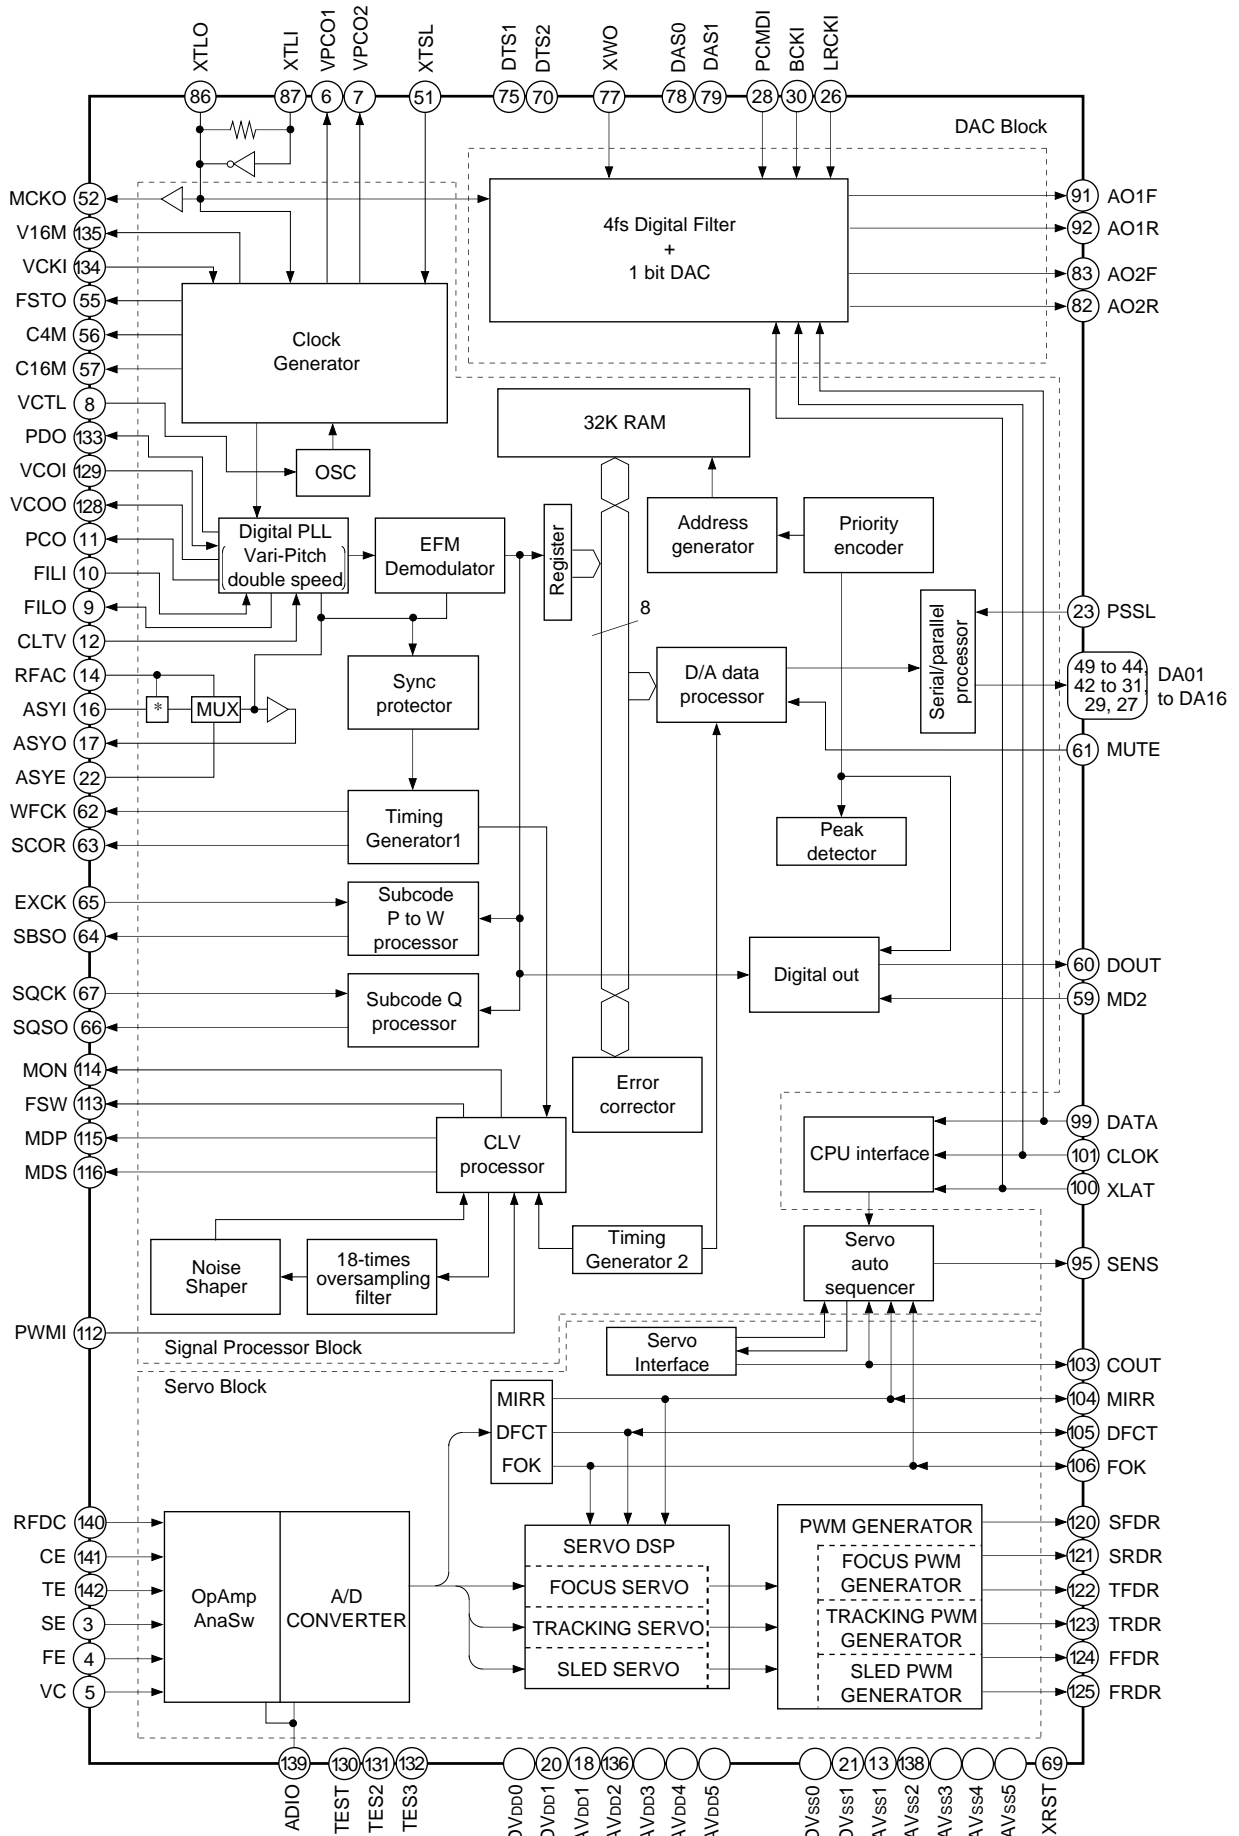 XTLO XTLI VPCO1 VPCO2 XTSL DTS1 DTS2 XWO DAS0 DAS1 PCMDI BCKI LRCKI
86 87 6 7 51 75 70 77 78 79 28 30 26
DAC Block
MCKO 52
V16M 135
VCKI 134
FSTO 55
C4M 56
C16M 57
VCTL 8
PDO 133
VCOI 129
VCOO 128
PCO 11
FILI 10
FILO 9
CLTV 12
RFAC 14
ASYI 16
ASYO 17
ASYE 22
WFCK 62
SCOR 63
EXCK 65
SBSO 64
SQCK 67
SQSO 66
MON 114
FSW 113
MDP 115
MDS 116
PWMI 112
4fs Digital Filter
+
1 bit DAC
91 AO1F
92 AO1R
83 AO2F
82 AO2R
Clock
Generator
OSC
32K RAM
Digital PLL
Vari-Pitch
double speed
EFM
Demodulator
Register
Address
generator
Priority
encoder
8
Sync
protector
* MUX
D/A data
processor
Serial/parallel
processor
23 PSSL
49 to 44,
42 to 31,
29, 27
DA01
to DA16
61 MUTE
Timing
Generator1
Peak
detector
Subcode
P to W
processor
Subcode Q
processor
Digital out
60 DOUT
59 MD2
Error
corrector
CLV
processor
CPU interface
99 DATA
101 CLOK
100 XLAT
Noise
Shaper
18-times
oversampling
filter
Timing
Generator 2
Servo
auto
sequencer
95 SENS
Signal Processor Block
Servo
Interface
103 COUT
104 MIRR
105 DFCT
106 FOK
Servo Block
MIRR
DFCT
FOK
RFDC 140
CE 141
TE 142
SE 3
FE 4
VC 5
OpAmp
AnaSw
A/D
CONVERTER
SERVO DSP
FOCUS SERVO
TRACKING SERVO
SLED SERVO
PWM GENERATOR
FOCUS PWM
GENERATOR
TRACKING PWM
GENERATOR
SLED PWM
GENERATOR
120 SFDR
121 SRDR
122 TFDR
123 TRDR
124 FFDR
125 FRDR
139 130 131 132 20 18 136 21 13 138 69
ADIO TEST TES2 TES3 DVDD0 DVDD1 AVDD1 AVDD2 AVDD3 AVDD4 AVDD5 DVSS0 DVSS1 AVSS1 AVSS2 AVSS3 AVSS4 AVSS5 XRST